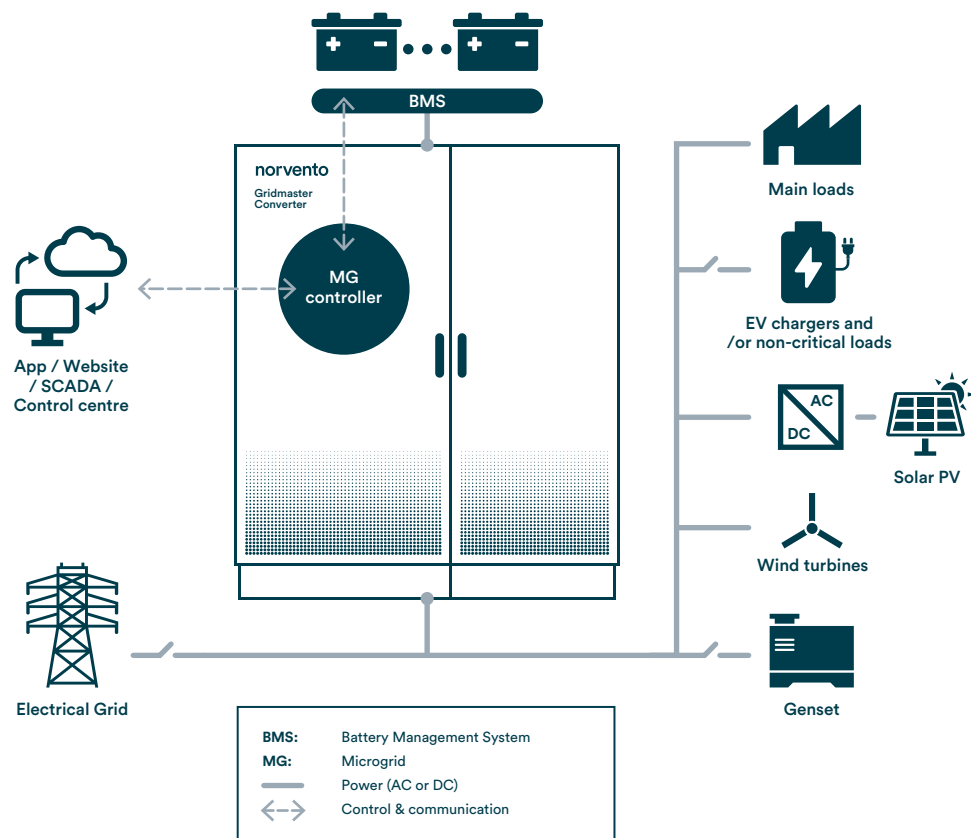 BMS
norvento
Gridmaster
Converter
MG
controller
App / Website
/ SCADA /
Control centre
Main loads
EV chargers and
/or non-critical loads
AC
DC
Solar PV
Wind turbines
Electrical Grid
Genset
BMS: Battery Management System
MG: Microgrid
Power (AC or DC)
Control & communication